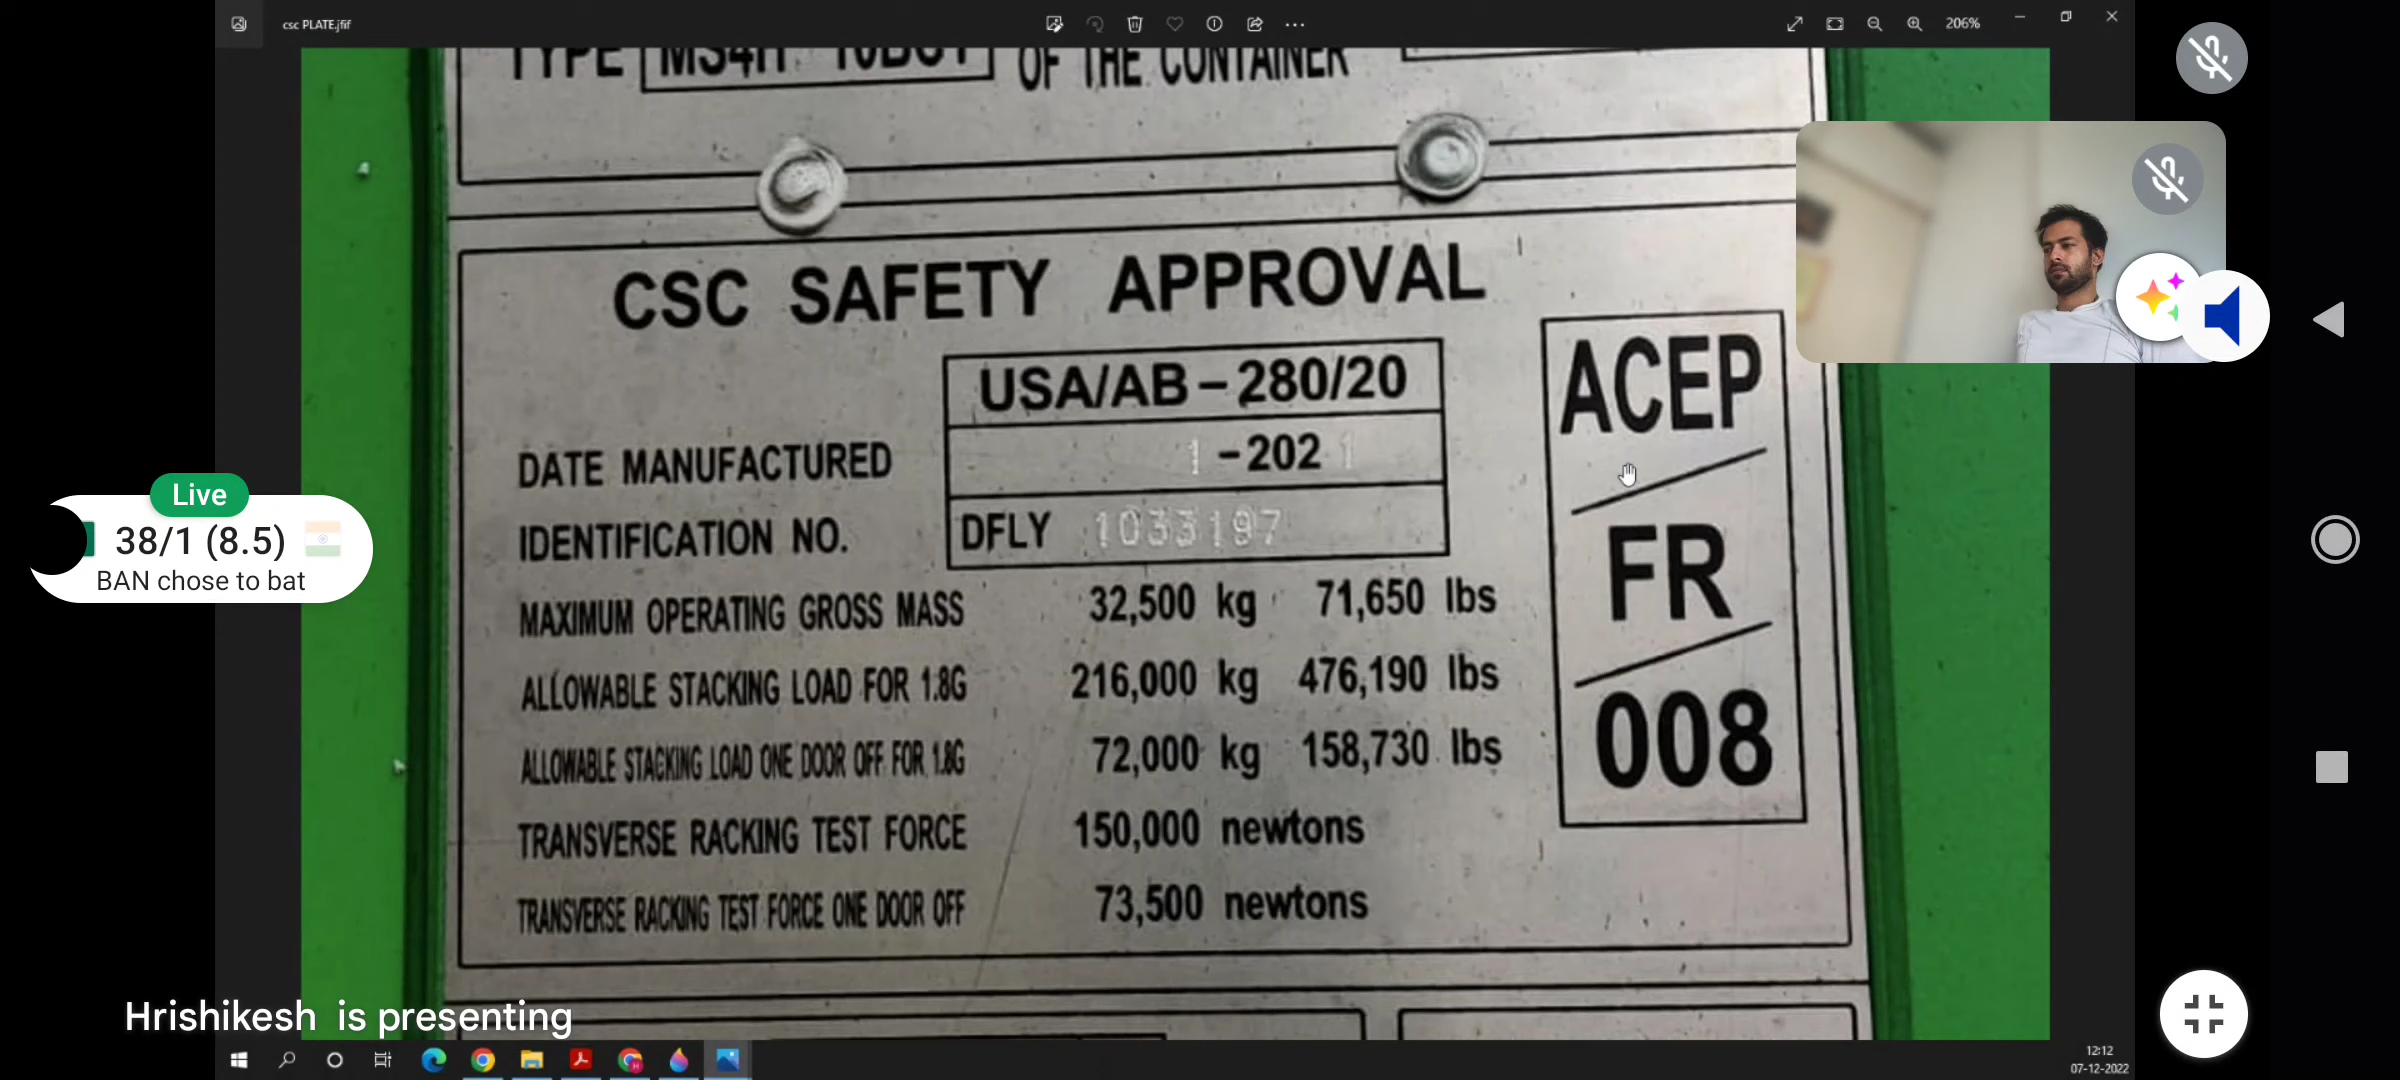 csc PLATE.jfif
206%
TYPE
OF THE CONTAINER
CSC SAFETY APPROVAL
USA/AB-280/20
DATE MANUFACTURED 1 -202 1
IDENTIFICATION NO. DFLY 1033197
MAXIMUM OPERATING GROSS MASS 32,500 kg 71,650 lbs
ALLOWABLE STACKING LOAD FOR 1.8G 216,000 kg 476,190 lbs
ALLOWABLE STACKING LOAD ONE DOOR OFF FOR 1.8G 72,000 kg 158,730 lbs
TRANSVERSE RACKING TEST FORCE 150,000 newtons
TRANSVERSE RACKING TEST FORCE ONE DOOR OFF 73,500 newtons
ACEP
FR
008
Live
38/1 (8.5)
BAN chose to bat
Hrishikesh is presenting
12:12
07-12-2022